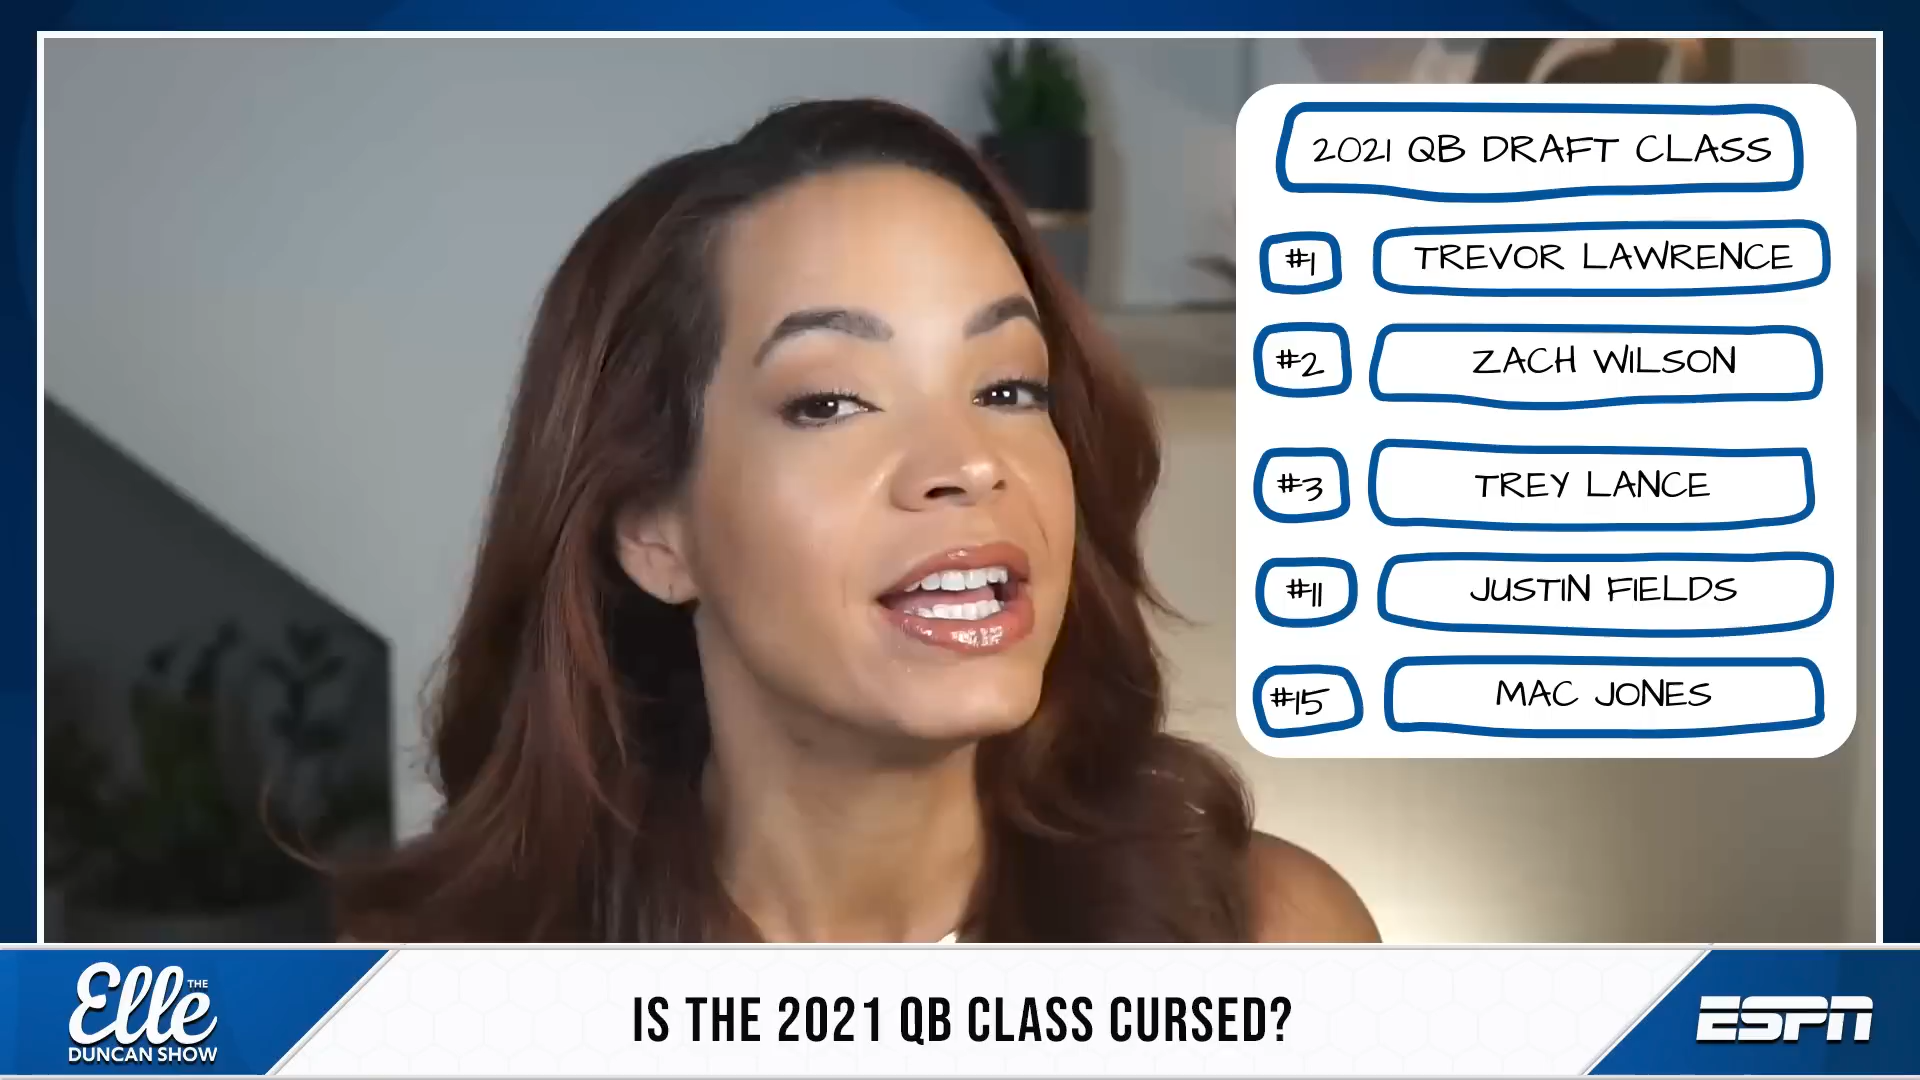 2021 QB DRAFT CLASS
#1 TREVOR LAWRENCE
#2 ZACH WILSON
#3 TREY LANCE
#11 JUSTIN FIELDS
#15 MAC JONES
THE
Elle
DUNCAN SHOW
IS THE 2021 QB CLASS CURSED?
ESPN